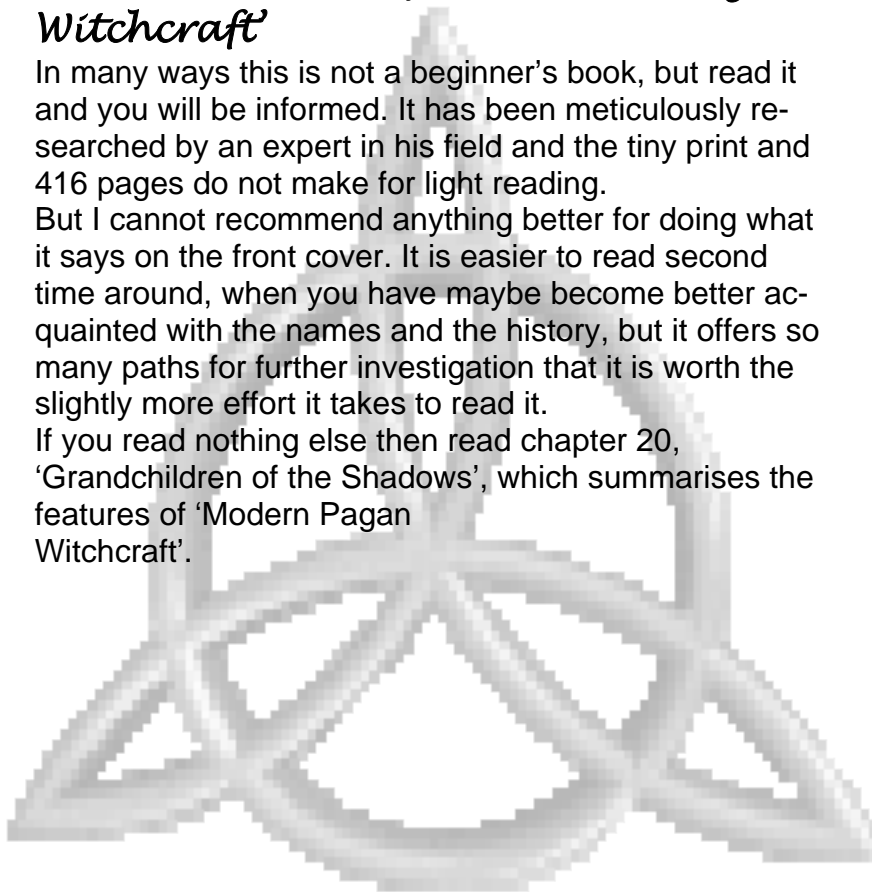 Witchcraft’
In many ways this is not a beginner’s book, but read it
and you will be informed. It has been meticulously re-
searched by an expert in his field and the tiny print and
416 pages do not make for light reading.
But I cannot recommend anything better for doing what
it says on the front cover. It is easier to read second
time around, when you have maybe become better ac-
quainted with the names and the history, but it offers so
many paths for further investigation that it is worth the
slightly more effort it takes to read it.
If you read nothing else then read chapter 20,
‘Grandchildren of the Shadows’, which summarises the
features of ‘Modern Pagan
Witchcraft’.